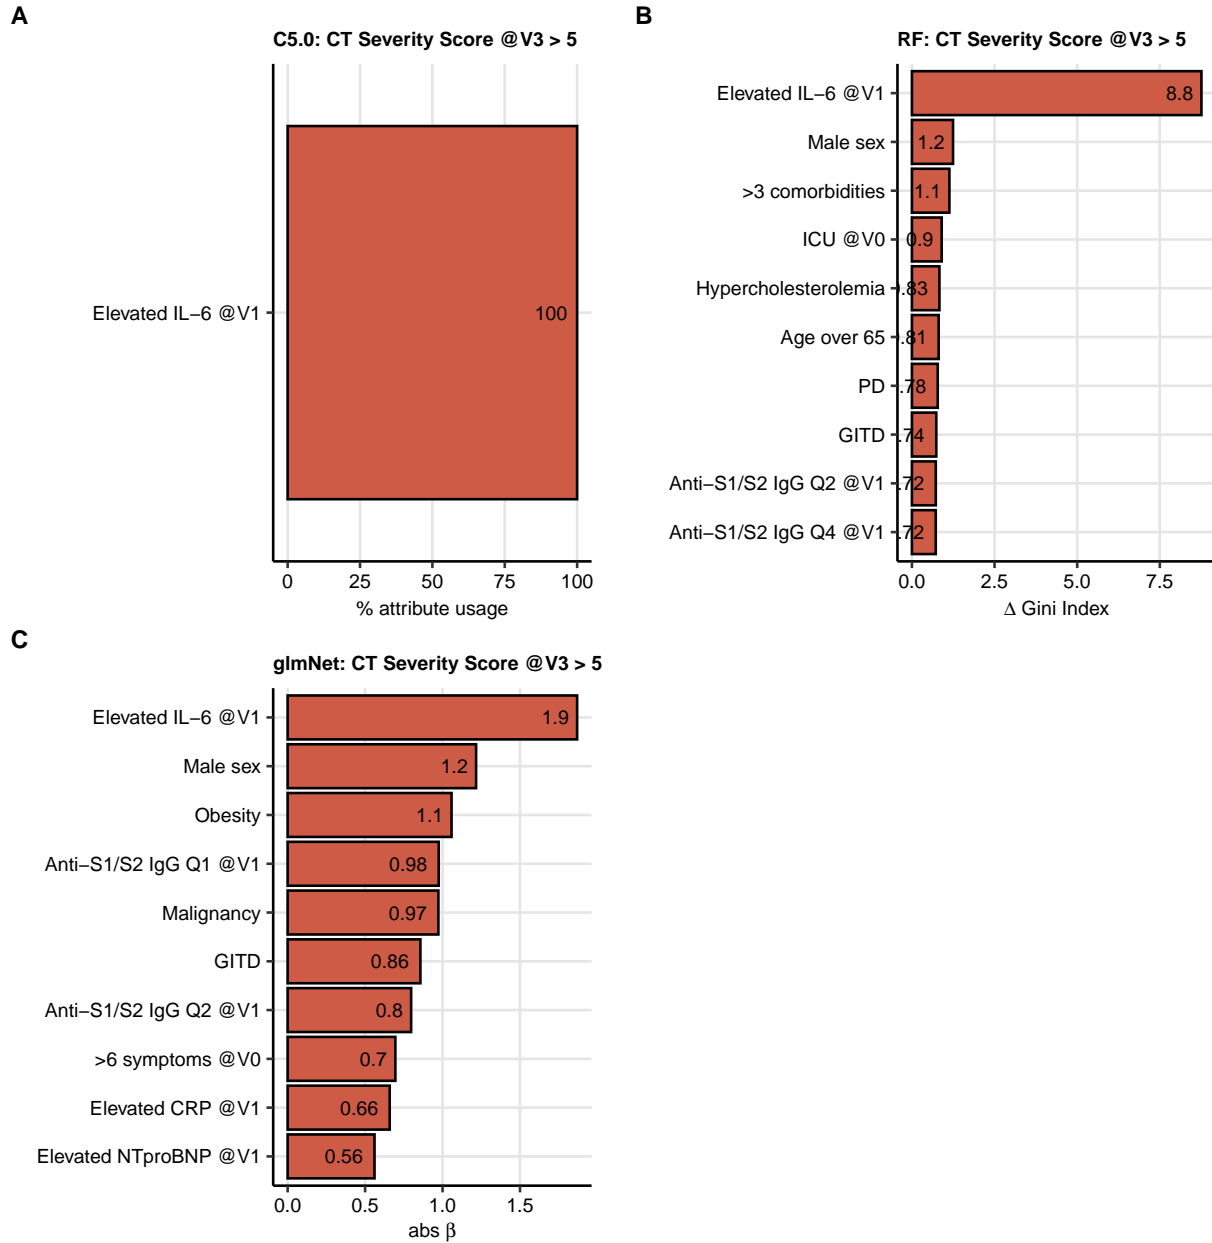 A
C5.0: CT Severity Score @V3 > 5
Elevated IL−6 @V1
100
0 25 50 75 100
% attribute usage
B
RF: CT Severity Score @V3 > 5
Elevated IL−6 @V1 8.8
Male sex 1.2
>3 comorbidities 1.1
ICU @V0 0.9
Hypercholesterolemia .83
Age over 65 .81
PD .78
GITD .74
Anti−S1/S2 IgG Q2 @V1 .72
Anti−S1/S2 IgG Q4 @V1 .72
0.0 2.5 5.0 7.5
Δ Gini Index
C
glmNet: CT Severity Score @V3 > 5
Elevated IL−6 @V1 1.9
Male sex 1.2
Obesity 1.1
Anti−S1/S2 IgG Q1 @V1 0.98
Malignancy 0.97
GITD 0.86
Anti−S1/S2 IgG Q2 @V1 0.8
>6 symptoms @V0 0.7
Elevated CRP @V1 0.66
Elevated NTproBNP @V1 0.56
0.0 0.5 1.0 1.5
abs β